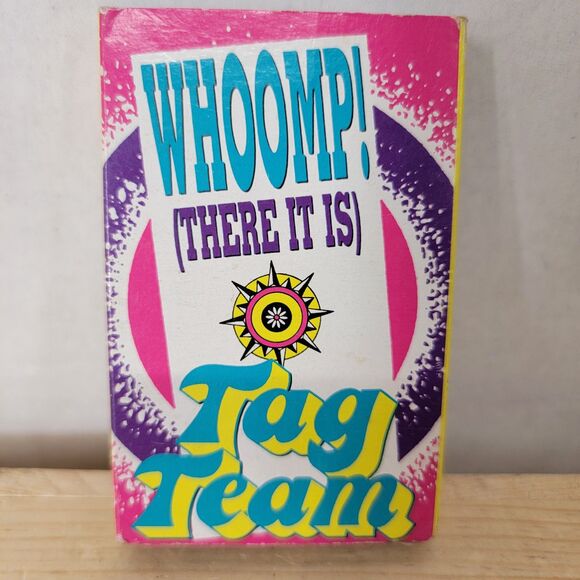 WHOOMP!
(THERE IT IS)
Tag
Team